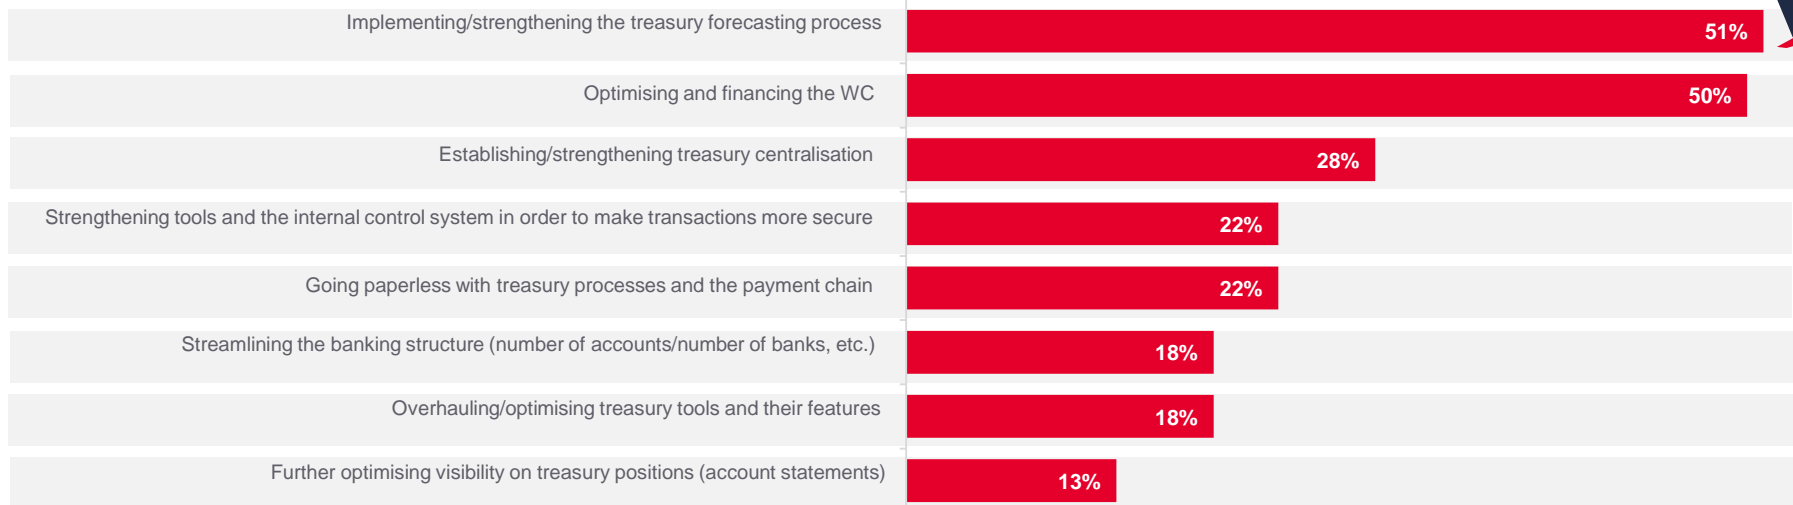 Implementing/strengthening the treasury forecasting process 51%
Optimising and financing the WC 50%
Establishing/strengthening treasury centralisation 28%
Strengthening tools and the internal control system in order to make transactions more secure 22%
Going paperless with treasury processes and the payment chain 22%
Streamlining the banking structure (number of accounts/number of banks, etc.) 18%
Overhauling/optimising treasury tools and their features 18%
Further optimising visibility on treasury positions (account statements) 13%